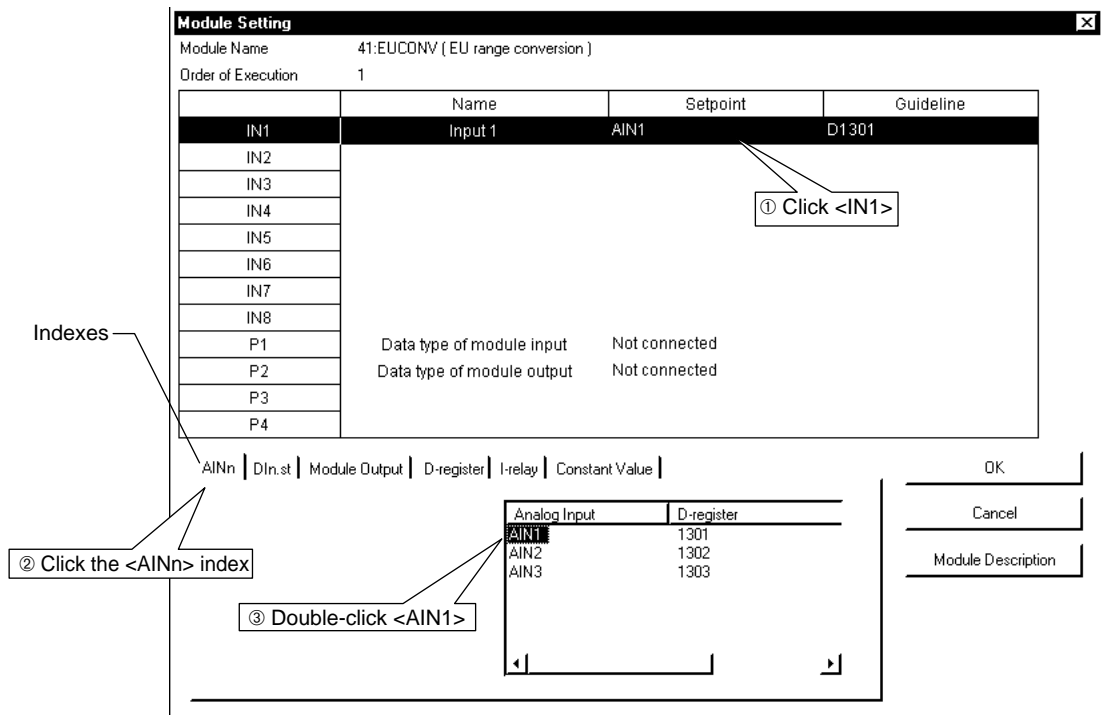 Module Setting
Module Name 41:EUCONV ( EU range conversion )
Order of Execution 1
Name Setpoint Guideline
IN1 Input 1 AIN1 D1301
IN2
IN3
IN4
① Click <IN1>
IN5
IN6
IN7
IN8
Indexes
P1 Data type of module input Not connected
P2 Data type of module output Not connected
P3
P4
AINn DIn.st Module Output D-register I-relay Constant Value
OK
Cancel
Module Description
Analog Input D-register
AIN1 1301
AIN2 1302
AIN3 1303
② Click the <AINn> index
③ Double-click <AIN1>